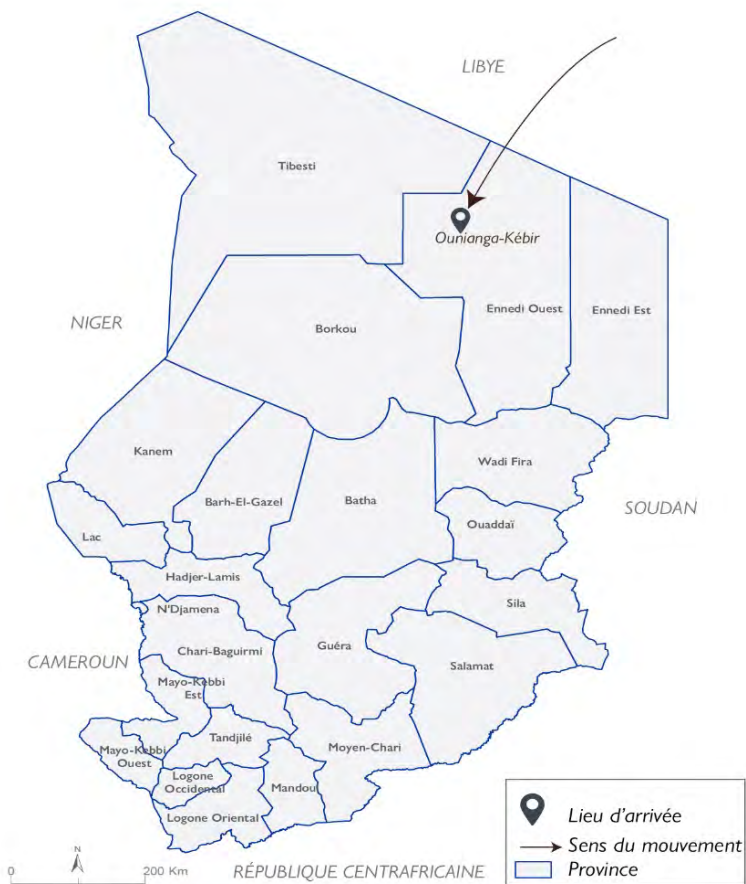 LIBYE
Tibesti
Ounianga-Kébir
Ennedi Ouest
Ennedi Est
NIGER
Borkou
Kanem
Wadi Fira
Barh-El-Gazel
Batha
SOUDAN
Lac
Ouaddaï
Hadjer-Lamis
N'Djamena
Sila
Guéra
Chari-Baguirmi
CAMEROUN
Salamat
Mayo-Kebbi
Est
Tandjilé
Moyen-Chari
Mayo-Kebbi
Ouest
Logone
Occidental
Mandoul
Logone Oriental
Lieu d'arrivée
Sens du mouvement
Province
N
0
200 Km
RÉPUBLIQUE CENTRAFRICAINE